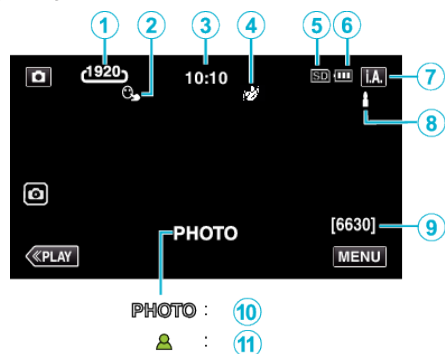 1 2 3 4 5 6
1920 10:10 SD i.A. 7
8
[6630] 9
PHOTO
≪PLAY MENU
PHOTO : 10
: 11